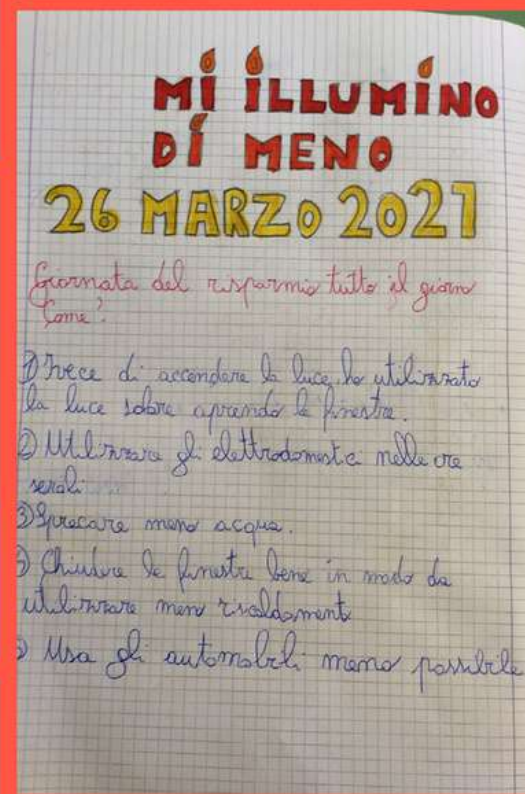 MI ILLUMINO
DI MENO
26 MARZO 2021
Giornata del risparmio tutto il giorno
Come?
① Invece di accendere la luce, ho utilizzato
la luce solare aprendo le finestre.
② Utilizzare gli elettrodomestici nelle ore
serali.
③ Sprecare meno acqua.
Chiudere le finestre bene in modo da
utilizzare meno riscaldamento
Usa gli automobili meno possibile